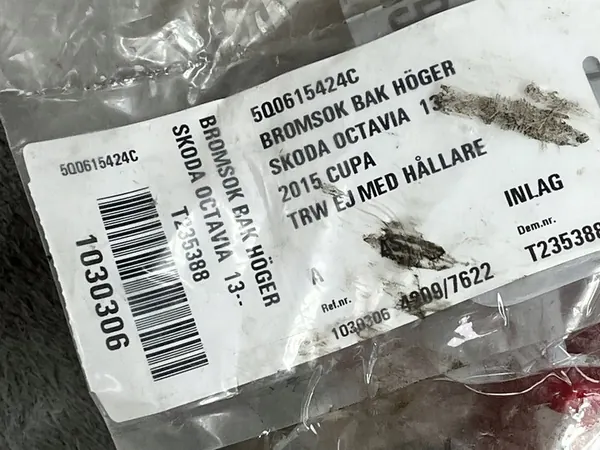 5Q0615424C
1030306
BROMSOK BAK HÖGER
SKODA OCTAVIA 13--
T235388
5Q0615424C
BROMSOK BAK HÖGER
SKODA OCTAVIA 13
2015 CUPA
TRW EJ MED HÅLLARE
A
INLAG
Ref.nr.
Dem.nr.
1030306 4909/7622
T235388